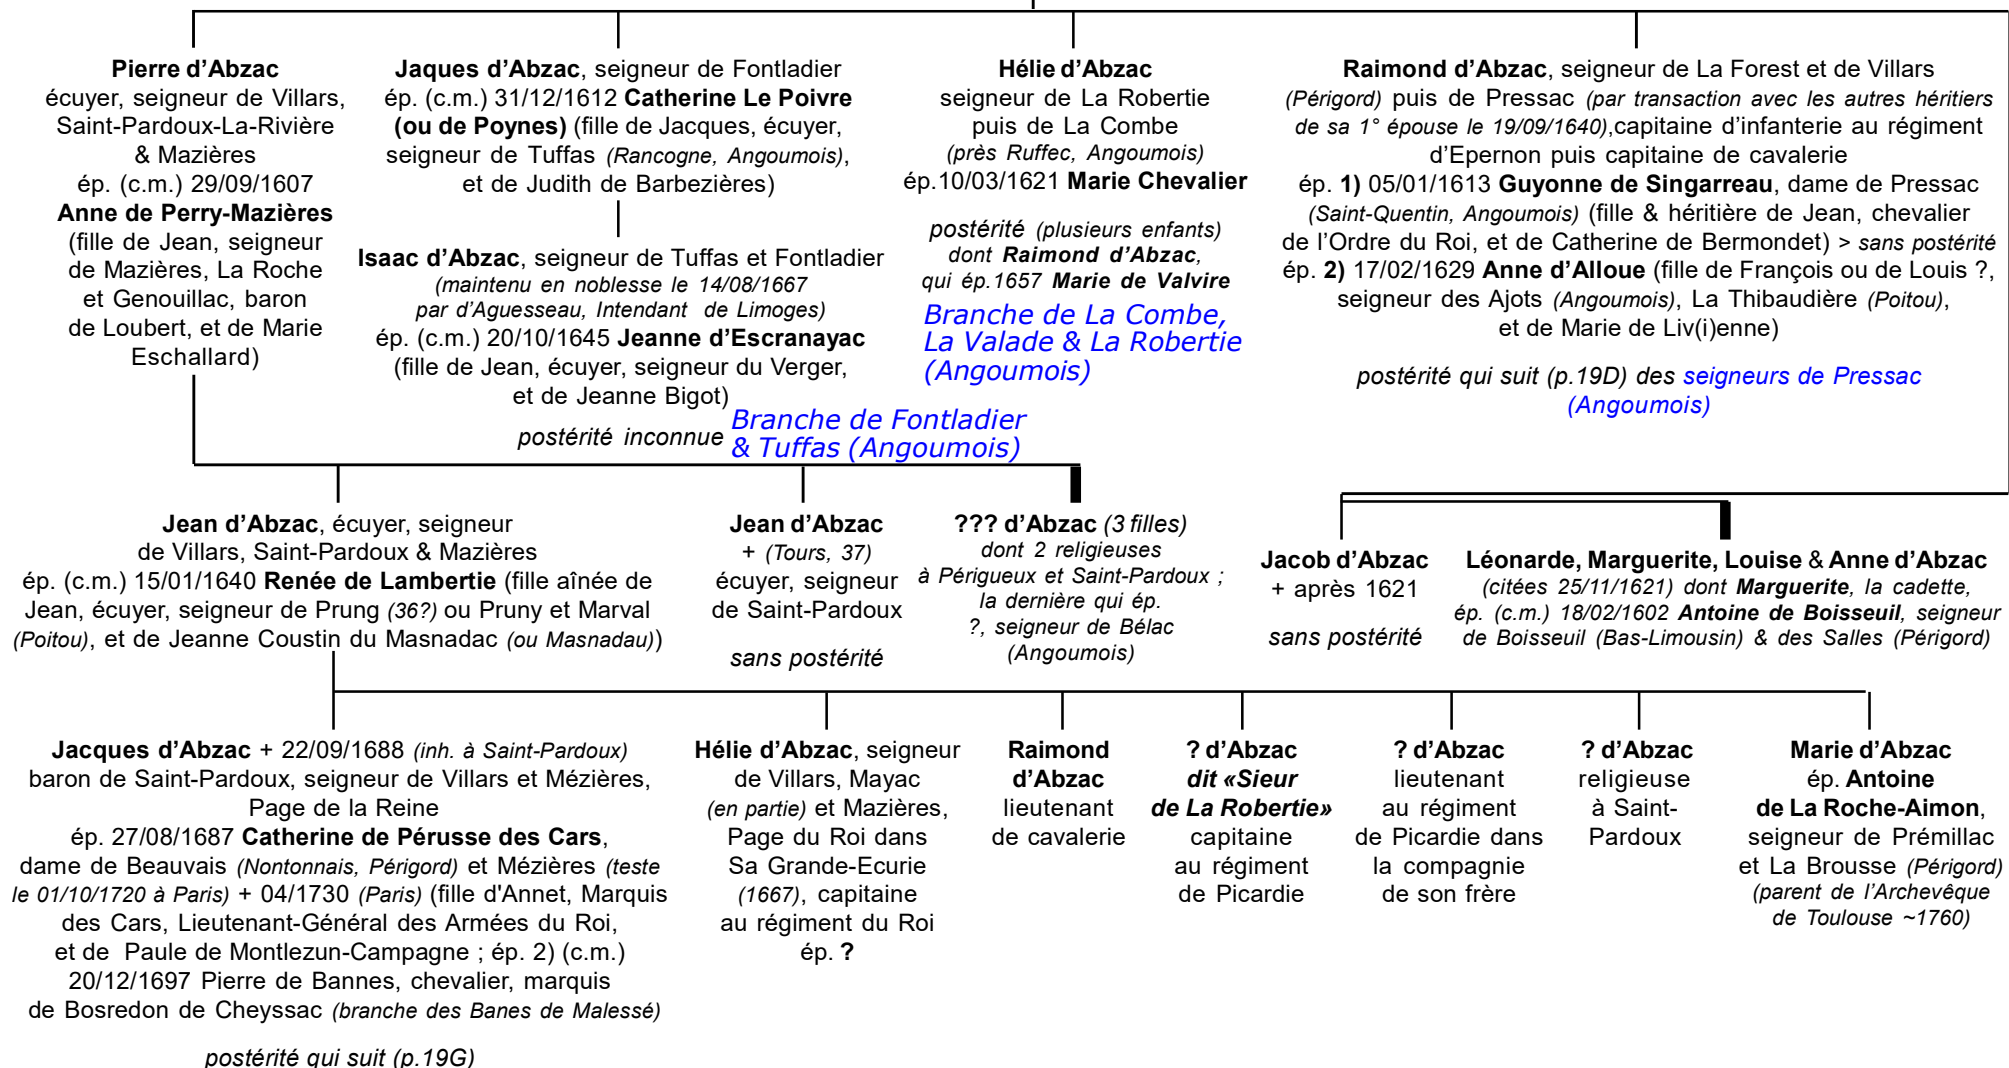 Pierre d'Abzac
écuyer, seigneur de Villars,
Saint-Pardoux-La-Rivière
& Mazières
ép. (c.m.) 29/09/1607
Anne de Perry-Mazières
(fille de Jean, seigneur
de Mazières, La Roche
et Genouillac, baron
de Loubert, et de Marie
Eschallard)
Jaques d'Abzac, seigneur de Fontladier
ép. (c.m.) 31/12/1612 Catherine Le Poivre
(ou de Poynes) (fille de Jacques, écuyer,
seigneur de Tuffas (Rancogne, Angoumois),
et de Judith de Barbezières)
Isaac d'Abzac, seigneur de Tuffas et Fontladier
(maintenu en noblesse le 14/08/1667
par d'Aguesseau, Intendant de Limoges)
ép. (c.m.) 20/10/1645 Jeanne d'Escranayac
(fille de Jean, écuyer, seigneur du Verger,
et de Jeanne Bigot)
postérité inconnue
Branche de Fontladier
& Tuffas (Angoumois)
Hélie d'Abzac
seigneur de La Robertie
puis de La Combe
(près Ruffec, Angoumois)
ép.10/03/1621 Marie Chevalier
postérité (plusieurs enfants)
dont Raimond d'Abzac,
qui ép.1657 Marie de Valvire
Branche de La Combe,
La Valade & La Robertie
(Angoumois)
Raimond d'Abzac, seigneur de La Forest et de Villars
(Périgord) puis de Pressac (par transaction avec les autres héritiers
de sa 1° épouse le 19/09/1640),capitaine d'infanterie au régiment
d'Epernon puis capitaine de cavalerie
ép. 1) 05/01/1613 Guyonne de Singarreau, dame de Pressac
(Saint-Quentin, Angoumois) (fille & héritière de Jean, chevalier
de l'Ordre du Roi, et de Catherine de Bermondet) > sans postérité
ép. 2) 17/02/1629 Anne d'Alloue (fille de François ou de Louis ?,
seigneur des Ajots (Angoumois), La Thibaudière (Poitou),
et de Marie de Liv(i)enne)
postérité qui suit (p.19D) des seigneurs de Pressac
(Angoumois)
Jean d'Abzac, écuyer, seigneur
de Villars, Saint-Pardoux & Mazières
ép. (c.m.) 15/01/1640 Renée de Lambertie (fille aînée de
Jean, écuyer, seigneur de Prung (36?) ou Pruny et Marval
(Poitou), et de Jeanne Coustin du Masnadac (ou Masnadau))
Jean d'Abzac
+ (Tours, 37)
écuyer, seigneur
de Saint-Pardoux
sans postérité
??? d'Abzac (3 filles)
dont 2 religieuses
à Périgueux et Saint-Pardoux ;
la dernière qui ép.
?, seigneur de Bélac
(Angoumois)
Jacob d'Abzac
+ après 1621
sans postérité
Léonarde, Marguerite, Louise & Anne d'Abzac
(citées 25/11/1621) dont Marguerite, la cadette,
ép. (c.m.) 18/02/1602 Antoine de Boisseuil, seigneur
de Boisseuil (Bas-Limousin) & des Salles (Périgord)
Jacques d'Abzac + 22/09/1688 (inh. à Saint-Pardoux)
baron de Saint-Pardoux, seigneur de Villars et Mézières,
Page de la Reine
ép. 27/08/1687 Catherine de Pérusse des Cars,
dame de Beauvais (Nontonnais, Périgord) et Mézières (teste
le 01/10/1720 à Paris) + 04/1730 (Paris) (fille d'Annet, Marquis
des Cars, Lieutenant-Général des Armées du Roi,
et de Paule de Montlezun-Campagne ; ép. 2) (c.m.)
20/12/1697 Pierre de Bannes, chevalier, marquis
de Bosredon de Cheyssac (branche des Banes de Malessé)
postérité qui suit (p.19G)
Hélie d'Abzac, seigneur
de Villars, Mayac
(en partie) et Mazières,
Page du Roi dans
Sa Grande-Ecurie
(1667), capitaine
au régiment du Roi
ép. ?
Raimond
d'Abzac
lieutenant
de cavalerie
? d'Abzac
dit «Sieur
de La Robertie»
capitaine
au régiment
de Picardie
? d'Abzac
lieutenant
au régiment
de Picardie dans
la compagnie
de son frère
? d'Abzac
religieuse
à Saint-
Pardoux
Marie d'Abzac
ép. Antoine
de La Roche-Aimon,
seigneur de Prémillac
et La Brousse (Périgord)
(parent de l'Archevêque
de Toulouse ~1760)